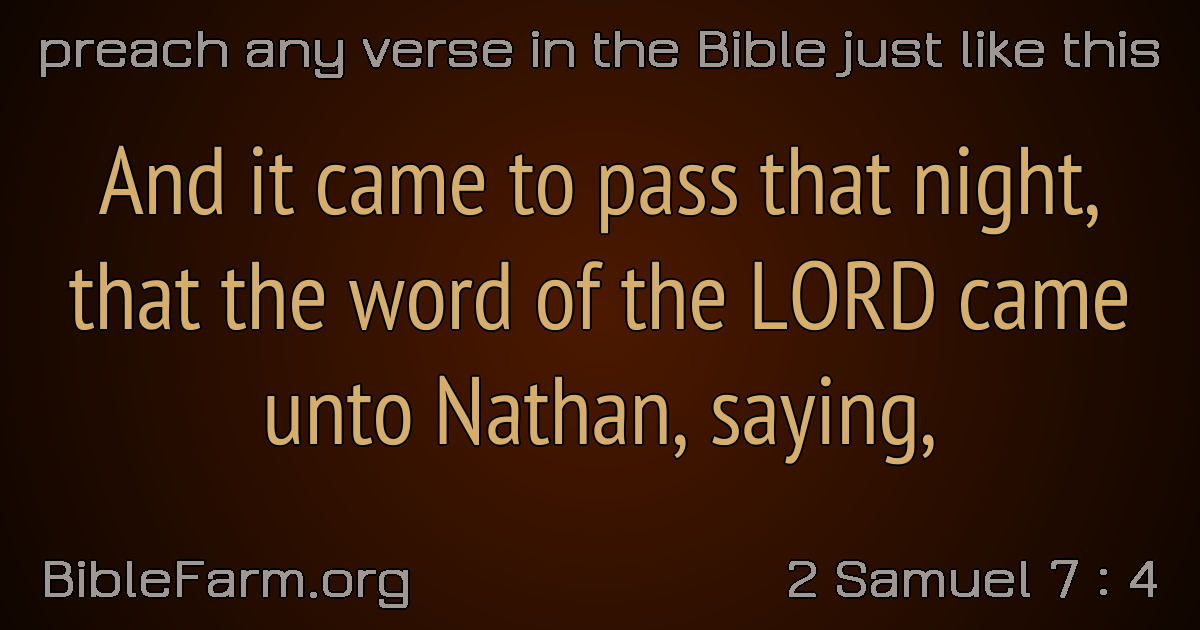 preach any verse in the Bible just like this
And it came to pass that night,
that the word of the LORD came
unto Nathan, saying,
BibleFarm.org
2 Samuel 7 : 4